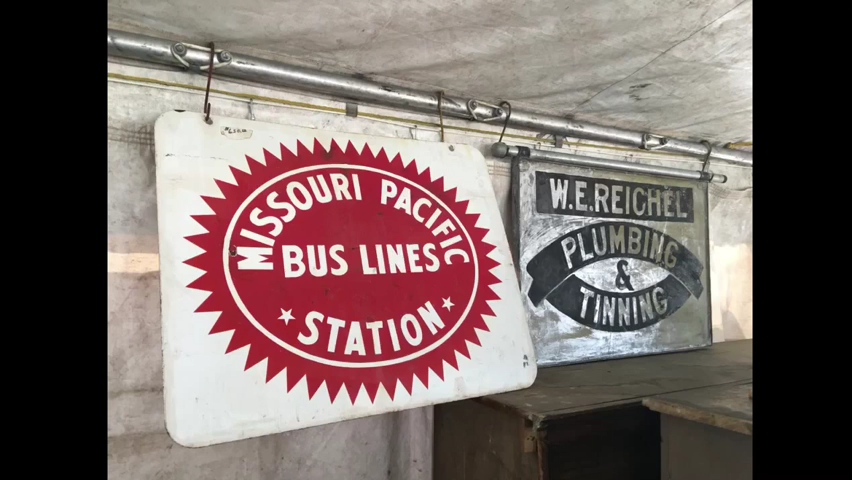 MISSOURI PACIFIC
BUS LINES
STATION
W.E.REICHEL
PLUMBING
&
TINNING